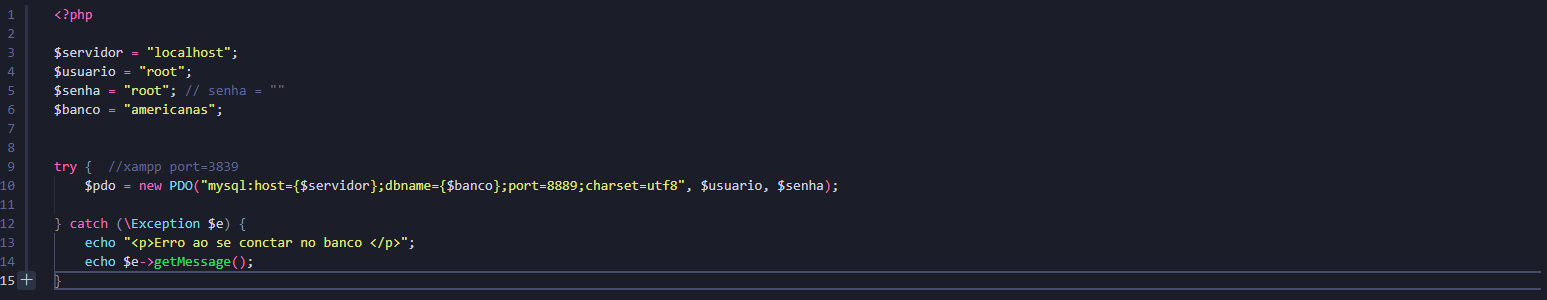 1 <?php
2
3 $servidor = "localhost";
4 $usuario = "root";
5 $senha = "root"; // senha = ""
6 $banco = "americanas";
7
8
9 try {  //xampp port=3839
10     $pdo = new PDO("mysql:host={$servidor};dbname={$banco};port=8889;charset=utf8", $usuario, $senha);
11
12 } catch (\Exception $e) {
13     echo "<p>Erro ao se conctar no banco </p>";
14     echo $e->getMessage();
15 }